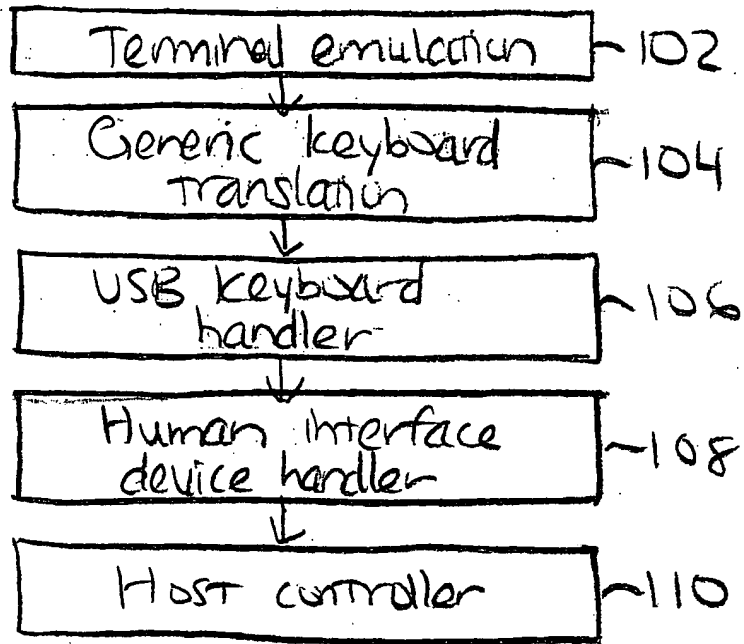 Terminal emulation 102
Generic keyboard 104
translation
USB keyboard 106
handler
Human interface 108
device handler
Host controller 110